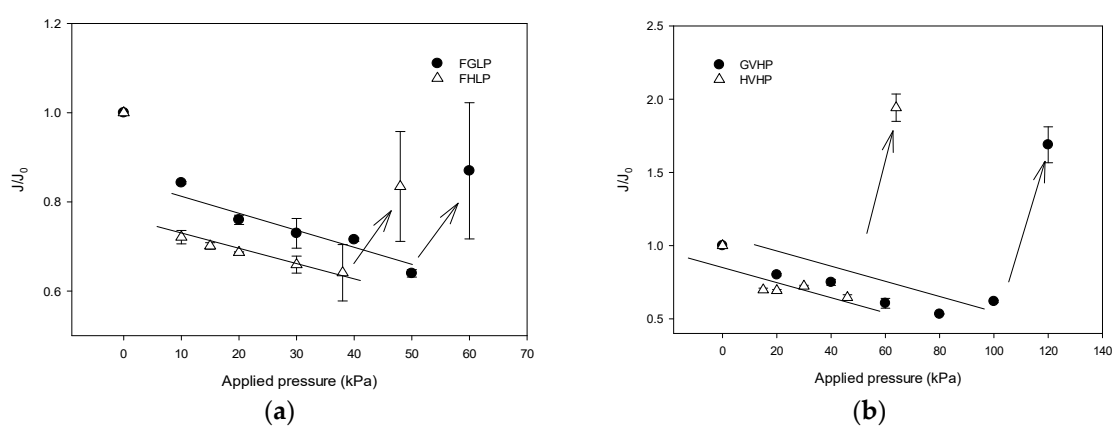 1.2
1.0
0.8
0.6
J/J0
FGLP
FHLP
0 10 20 30 40 50 60 70
Applied pressure (kPa)
(a)
2.5
2.0
1.5
1.0
0.5
J/J0
GVHP
HVHP
0 20 40 60 80 100 120 140
Applied pressure (kPa)
(b)